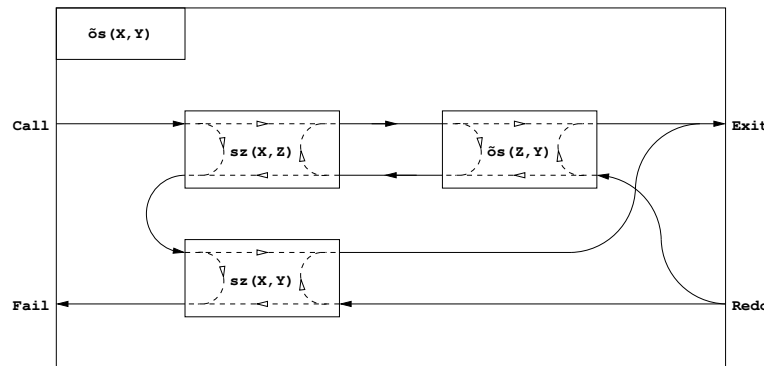 õs(X,Y)
Call
Exit
sz(X,Z)
õs(Z,Y)
sz(X,Y)
Fail
Redo